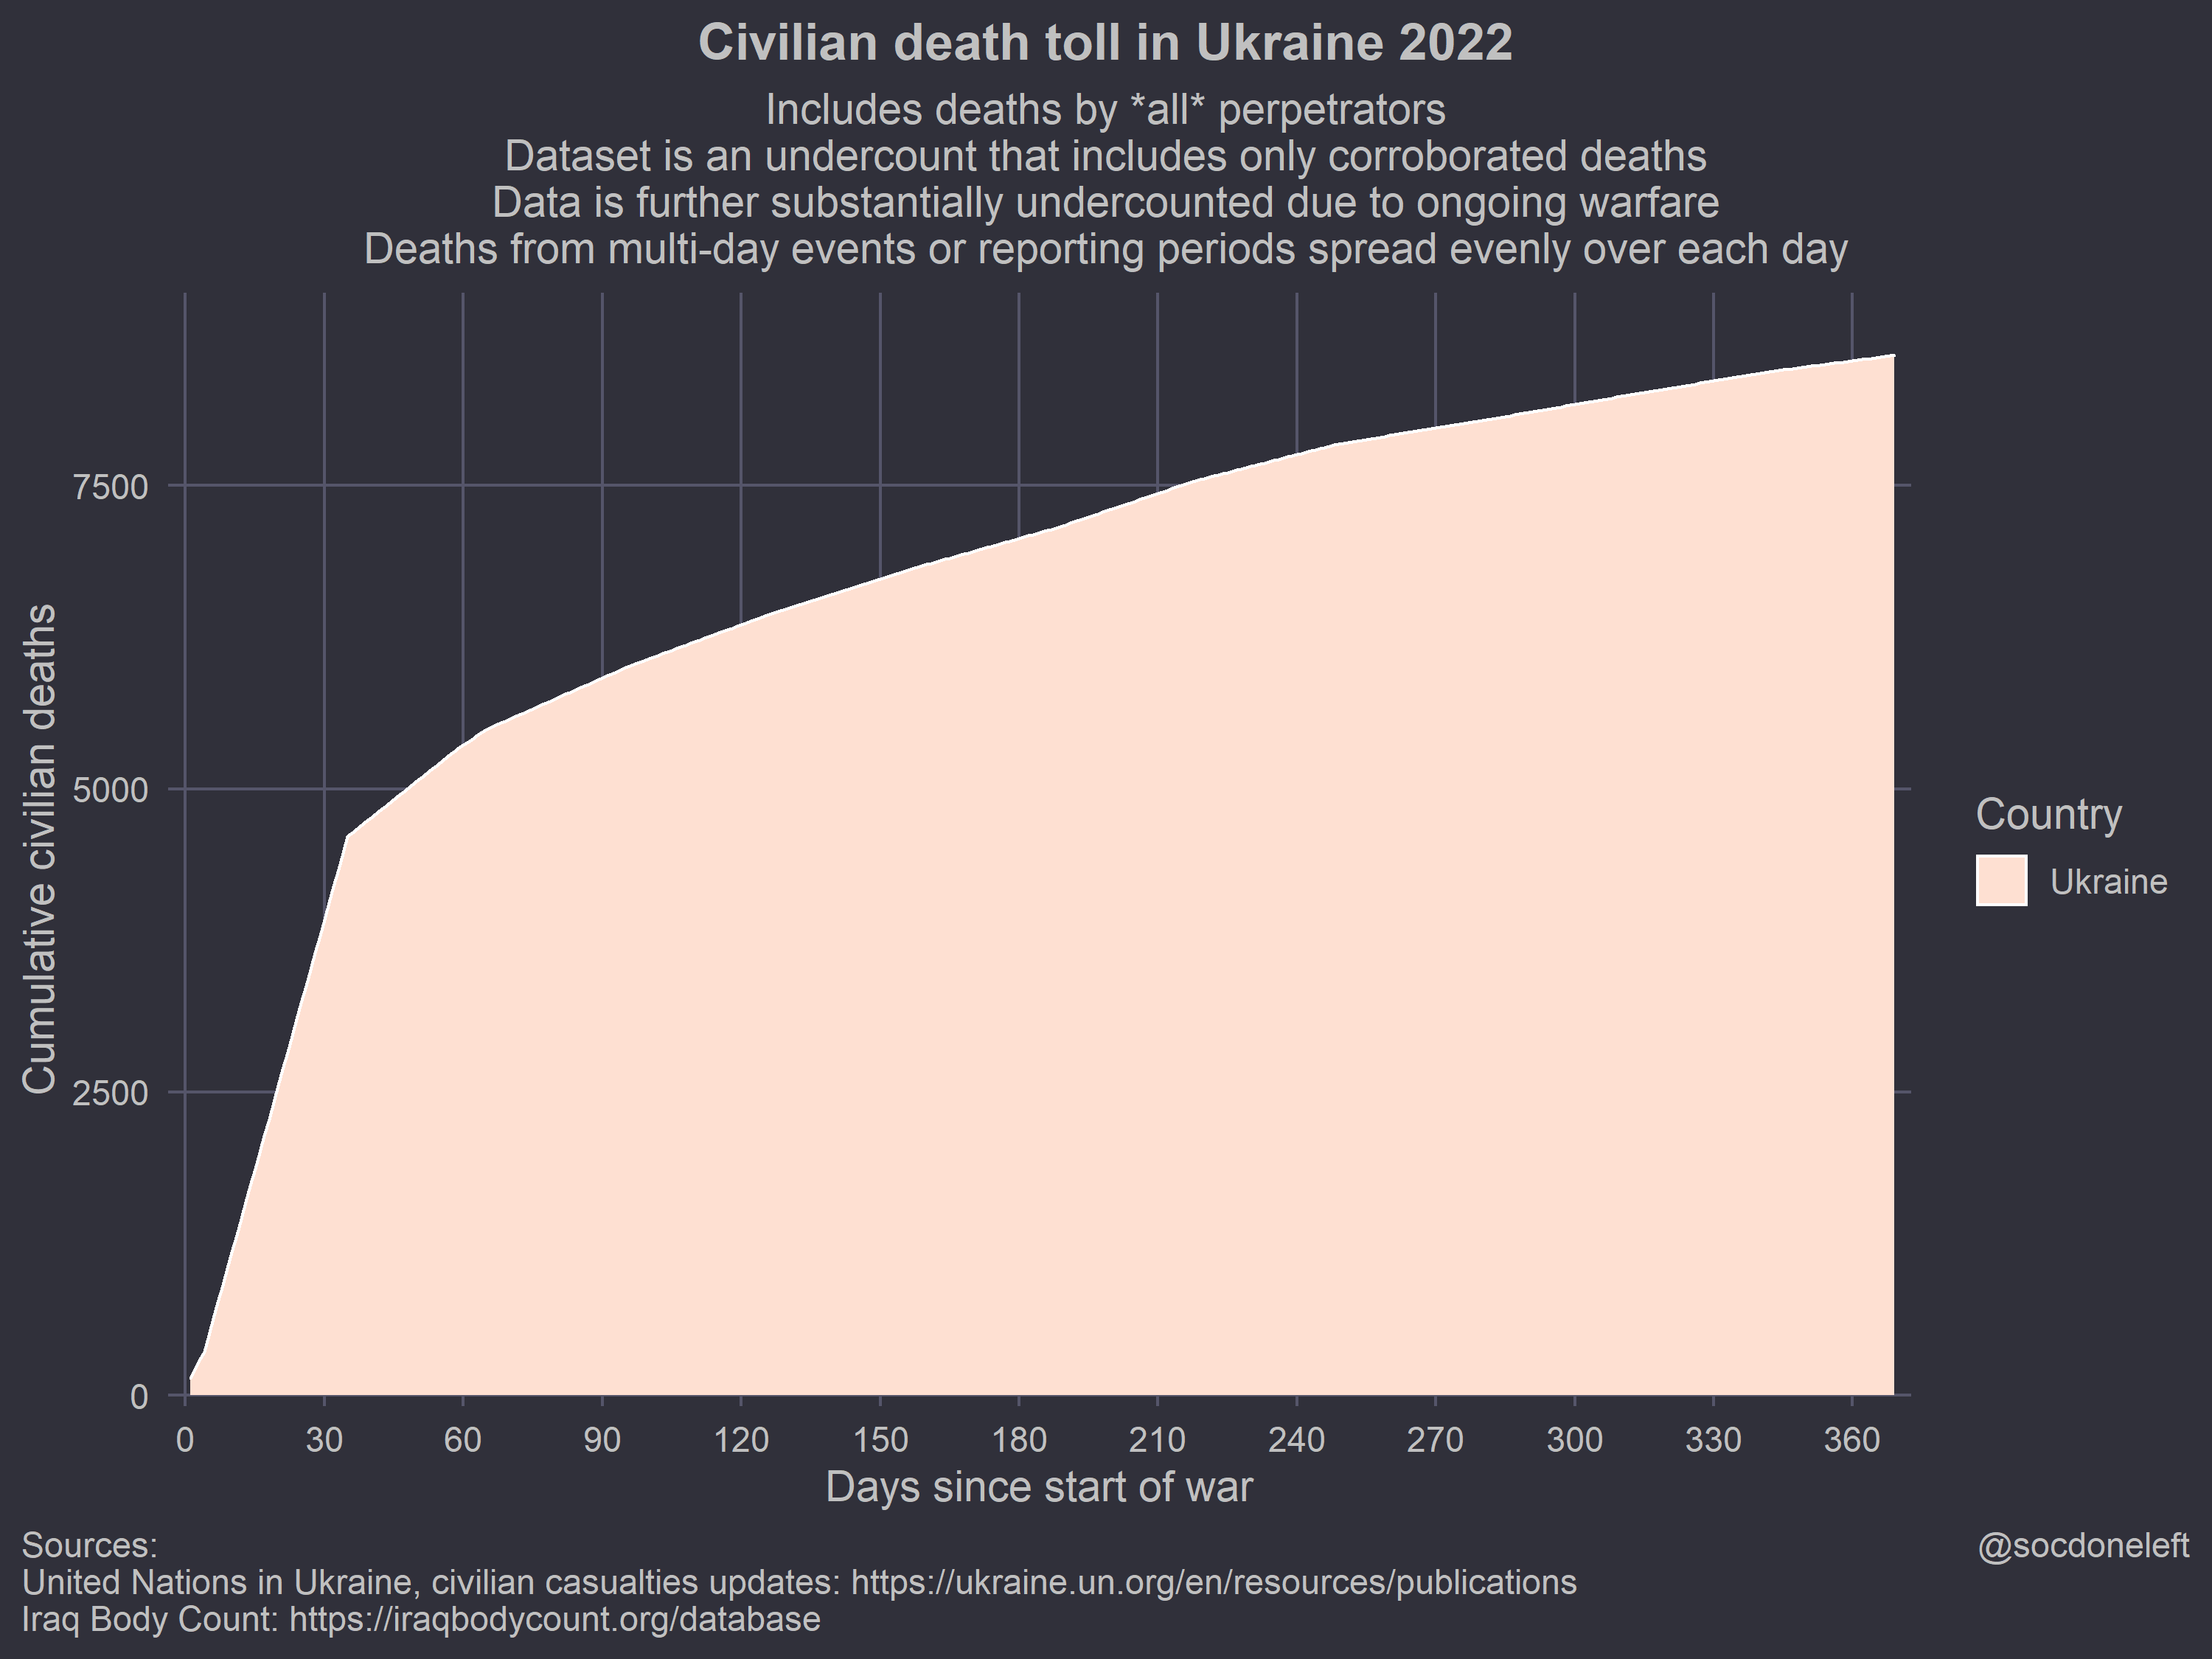 Civilian death toll in Ukraine 2022
Includes deaths by *all* perpetrators
Dataset is an undercount that includes only corroborated deaths
Data is further substantially undercounted due to ongoing warfare
Deaths from multi-day events or reporting periods spread evenly over each day
Cumulative civilian deaths
7500
5000
2500
0
0 30 60 90 120 150 180 210 240 270 300 330 360
Days since start of war
Country
Ukraine
Sources:
United Nations in Ukraine, civilian casualties updates: https://ukraine.un.org/en/resources/publications
Iraq Body Count: https://iraqbodycount.org/database
@socdoneleft